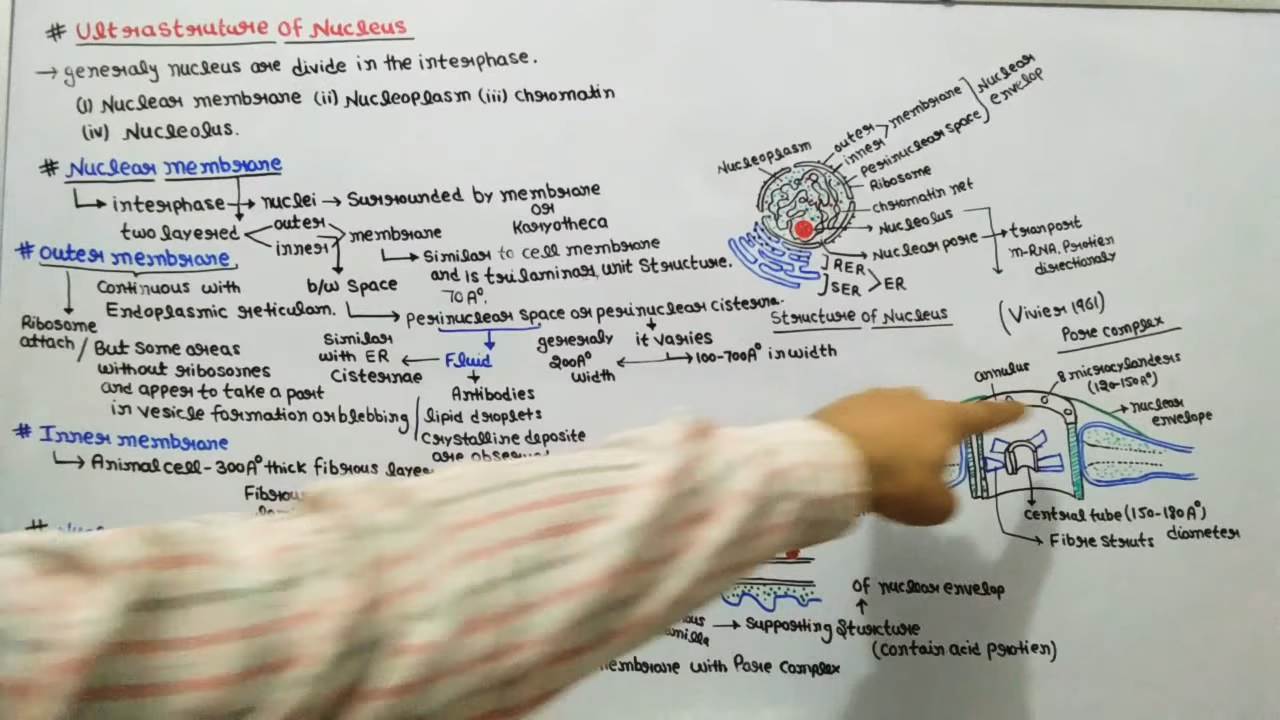 # Ultrastruture Of Nucleus
→ generaly nucleus are divide in the interphase.
(i) Nuclear membrane (ii) Nucleoplasm (iii) chromatin
(iv) Nucleolus.
# Nuclear membrane
interphase → nuclei → Surrounded by membrane
or
Karyotheca
two layered
outer
inner
membrane
Similar to cell membrane
and Is trilaminar, unit Structure.
70A°.
b/w Space
Perinuclear space or perinuclear cisterna.
Fluid
Similar
with ER
Cisternae
Antibodies
lipid droplets
crystalline deposite
are observed
it varies
100-700A° in width
generaly
200A°
width
# Outer membrane
Continuous with
Endoplasmic reticulam.
Ribosome
attach / But some areas
without ribosomes
and apper to take a part
in vesicle formation or blebbing
# Inner membrane
Animal cell - 300A° thick fibrous
Nucleoplasm
outer
inner
membrane
Nuclear
envelop
Perinuclear space
Ribosome
chromatin net
Nucleolus
Nuclear pore
transport
m-RNA, Protien
directionaly
RER
SER
ER
Structure of Nucleus
(Vivier 1961)
Pore complex
annulus
8 microcylanders
(120-150A°)
nuclear
envelope
central tube (150-180A°)
diameter
Fibre struts
of nuclear envelop
→ Supporting Sturcture
(contain acid protien)
membrane with Pore Complex